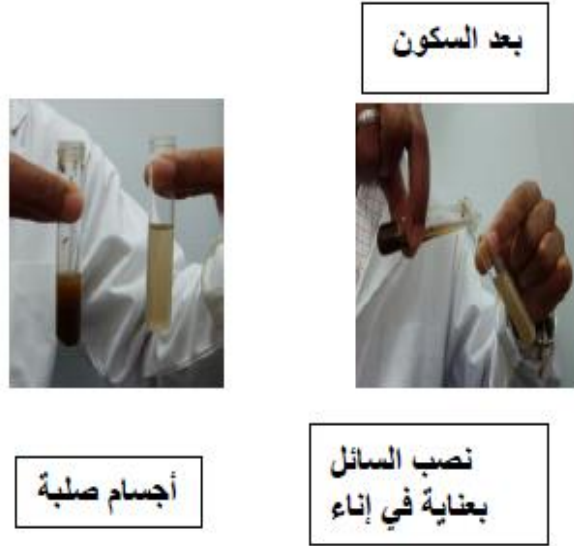 بعد السكون
نصب السائل
بعناية في إناء
أجسام صلبة